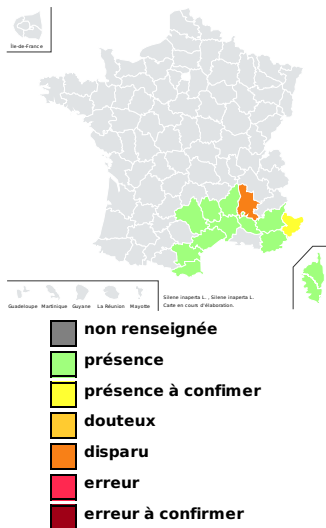 Île-de-France
Silene inaperta L. , Silene inaperta L.
Carte en cours d'élaboration.
Guadeloupe Martinique Guyane La Réunion Mayotte
non renseignée
présence
présence à confimer
douteux
disparu
erreur
erreur à confirmer